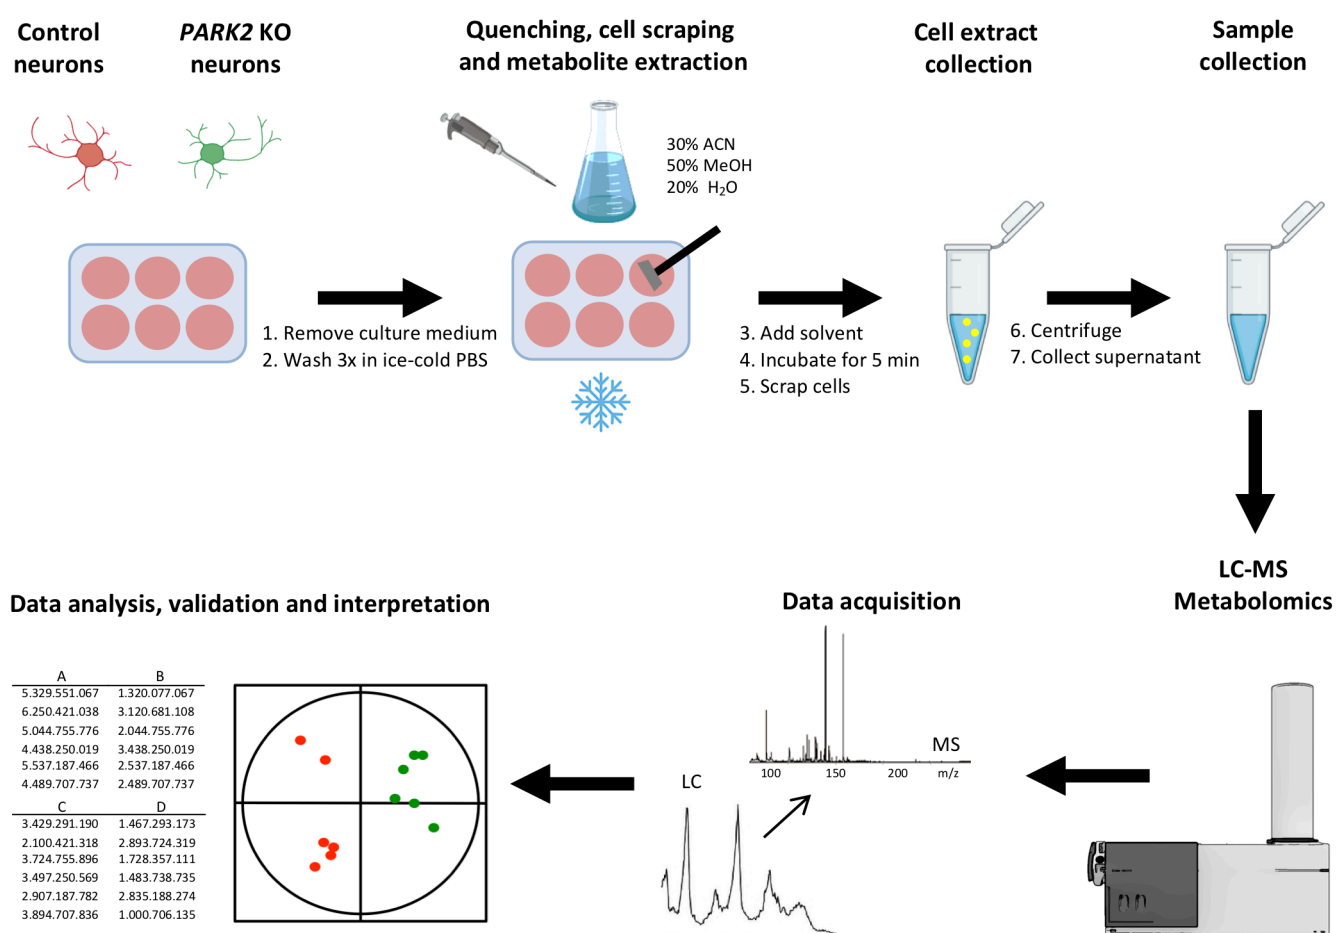 Control
neurons
PARK2 KO
neurons
Quenching, cell scraping
and metabolite extraction
Cell extract
collection
Sample
collection
30% ACN
50% MeOH
20% H₂O
1. Remove culture medium
2. Wash 3x in ice-cold PBS
3. Add solvent
4. Incubate for 5 min
5. Scrap cells
6. Centrifuge
7. Collect supernatant
LC-MS
Metabolomics
Data acquisition
MS
100 150 200 m/z
LC
Data analysis, validation and interpretation
A B
5.329.551.067 1.320.077.067
6.250.421.038 3.120.681.108
5.044.755.776 2.044.755.776
4.438.250.019 3.438.250.019
5.537.187.466 2.537.187.466
4.489.707.737 2.489.707.737
C D
3.429.291.190 1.467.293.173
2.100.421.318 2.893.724.319
3.724.755.896 1.728.357.111
3.497.250.569 1.483.738.735
2.907.187.782 2.835.188.274
3.894.707.836 1.000.706.135